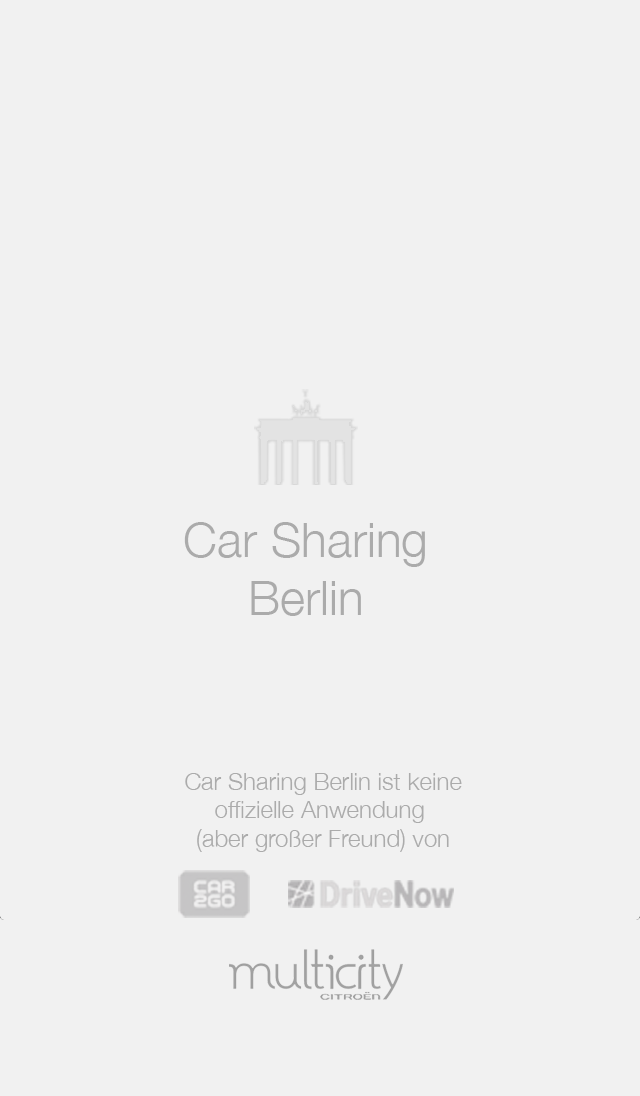 Car Sharing
Berlin
Car Sharing Berlin ist keine
offizielle Anwendung
(aber großer Freund) von
CAR
2GO
DriveNow
multicity
CITROËN